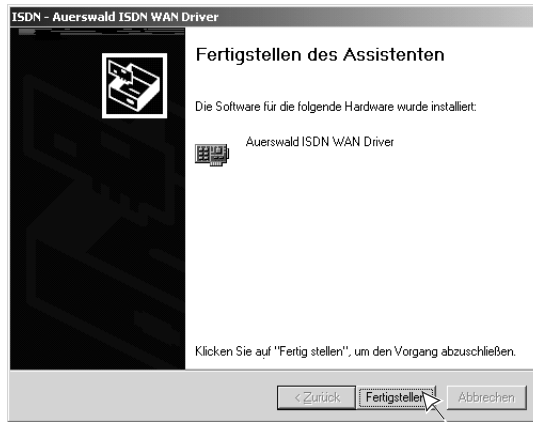 ISDN - Auerswald ISDN WAN Driver
Fertigstellen des Assistenten
Die Software für die folgende Hardware wurde installiert:
Auerswald ISDN WAN Driver
Klicken Sie auf "Fertig stellen", um den Vorgang abzuschließen.
< Zurück Fertigstellen Abbrechen